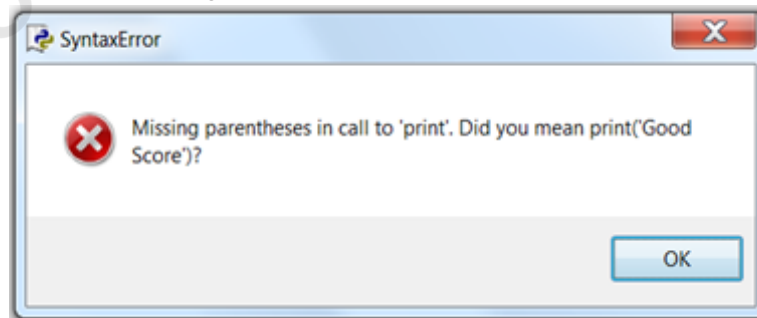 SyntaxError
X
Missing parentheses in call to 'print'. Did you mean print('Good
Score')?
OK